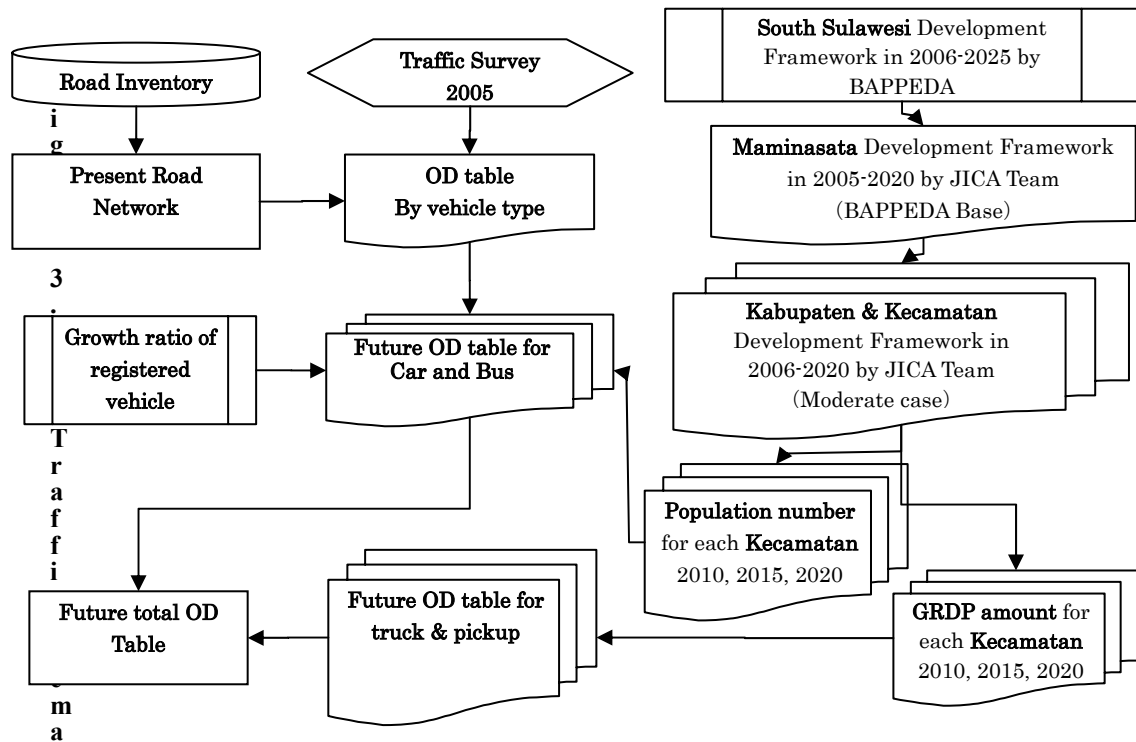 Road Inventory
Traffic Survey
2005
South Sulawesi Development
Framework in 2006-2025 by
BAPPEDA
Present Road
Network
OD table
By vehicle type
Maminasata Development Framework
in 2005-2020 by JICA Team
(BAPPEDA Base)
Growth ratio of
registered
vehicle
Future OD table for
Car and Bus
Kabupaten & Kecamatan
Development Framework in
2006-2020 by JICA Team
(Moderate case)
Population number
for each Kecamatan
2010, 2015, 2020
Future total OD
Table
Future OD table for
truck & pickup
GRDP amount for
each Kecamatan
2010, 2015, 2020
i
g
3
T
r
a
f
f
i
m
a